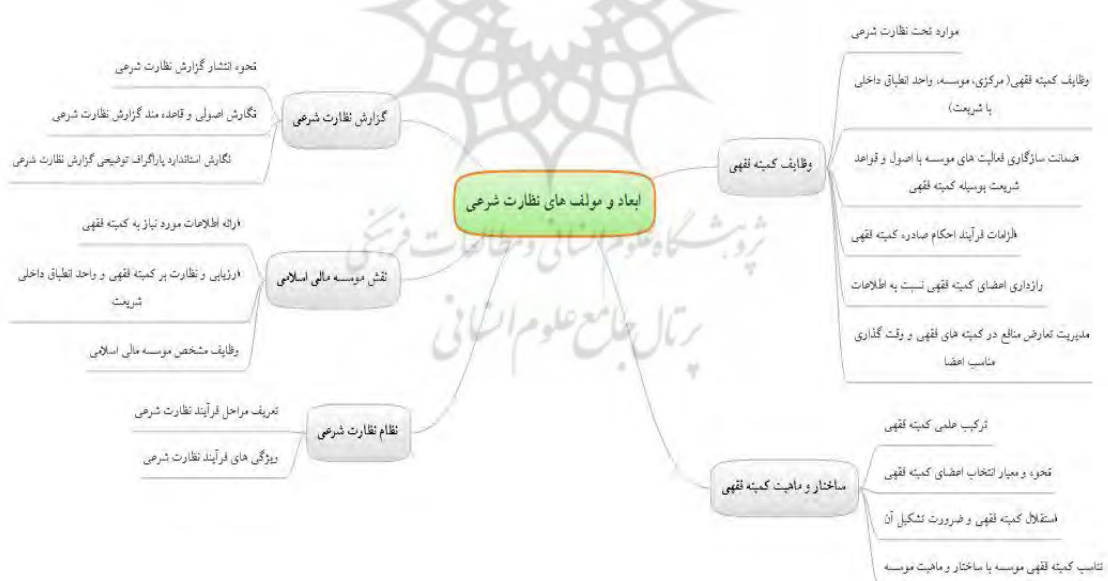 ابعاد و مولف های نظارت شرعی
وظایف کمیته فقهی
موارد تحت نظارت شرعی
وظایف کمیته فقهی( مرکزی، موسسه، واحد انطباق داخلی
با شریعت)
ضمانت سازگاری فعالیت های موسسه با اصول و قواعد
شریعت بوسیله کمیته فقهی
الزامات فرآیند احکام صادره کمیته فقهی
رازداری اعضای کمیته فقهی نسبت به اطلاعات
مدیریت تعارض منافع در کمیته های فقهی و وقت گذاری
مناسب اعضا
ساختار و ماهیت کمیته فقهی
ترکیب علمی کمیته فقهی
نحوه و معیار انتخاب اعضای کمیته فقهی
استقلال کمیته فقهی و ضرورت تشکیل آن
تناسب کمیته فقهی موسسه با ساختار و ماهیت موسسه
گزارش نظارت شرعی
نحوه انتشار گزارش نظارت شرعی
نگارش اصولی و قاعده مند گزارش نظارت شرعی
نگارش استاندارد پاراگراف توضیحی گزارش نظارت شرعی
نقش موسسه مالی اسلامی
ارائه اطلاعات مورد نیاز به کمیته فقهی
ارزیابی و نظارت بر کمیته فقهی و واحد انطباق داخلی
شریعت
وظایف مشخص موسسه مالی اسلامی
نظام نظارت شرعی
تعریف مراحل فرآیند نظارت شرعی
ویژگی های فرآیند نظارت شرعی
پژوهشگاه علوم انسانی و مطالعات فرهنگی
پرتال جامع علوم انسانی